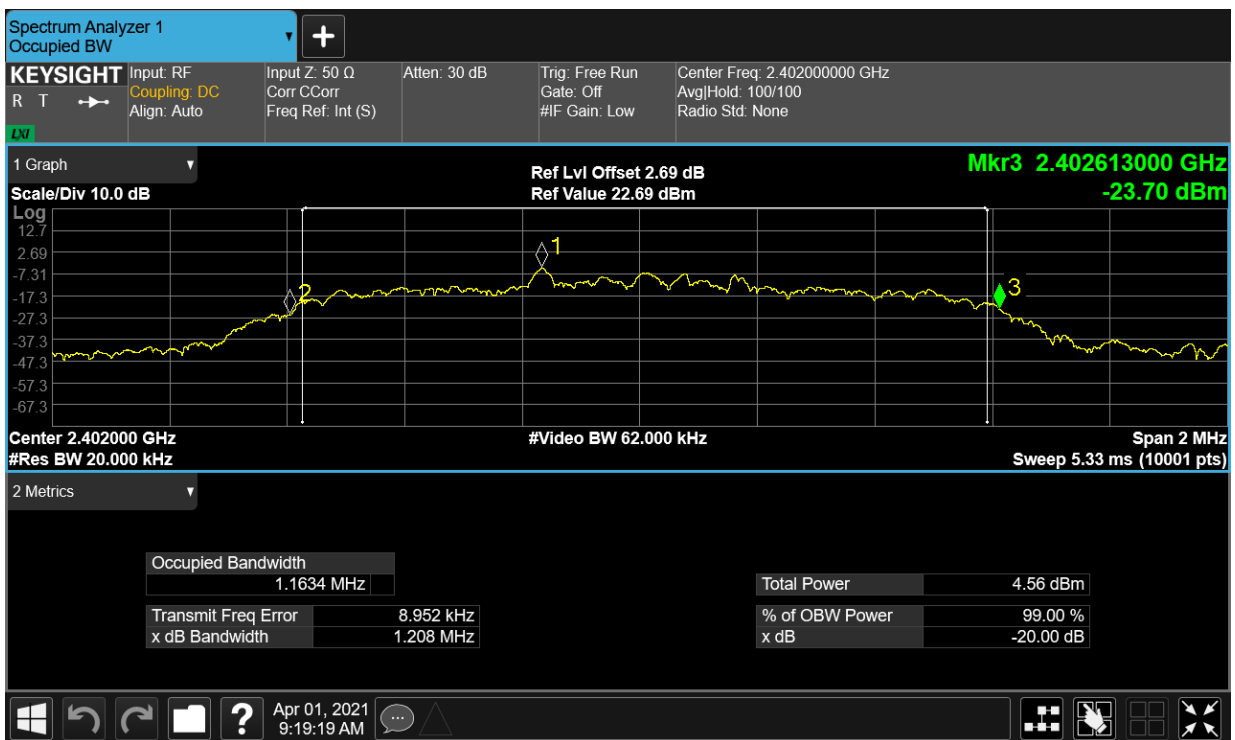 Spectrum Analyzer 1
Occupied BW
KEYSIGHT
R T
LXI
Input: RF
Coupling: DC
Align: Auto
Input Z: 50 Ω
Corr CCorr
Freq Ref: Int (S)
Atten: 30 dB
Trig: Free Run
Gate: Off
#IF Gain: Low
Center Freq: 2.402000000 GHz
Avg|Hold: 100/100
Radio Std: None
1 Graph
Scale/Div 10.0 dB
Ref Lvl Offset 2.69 dB
Ref Value 22.69 dBm
Mkr3 2.402613000 GHz
-23.70 dBm
Log
12.7
2.69
-7.31
-17.3
-27.3
-37.3
-47.3
-57.3
-67.3
1
2
3
Center 2.402000 GHz
#Video BW 62.000 kHz
Span 2 MHz
#Res BW 20.000 kHz
Sweep 5.33 ms (10001 pts)
2 Metrics
Occupied Bandwidth
1.1634 MHz
Total Power 4.56 dBm
Transmit Freq Error 8.952 kHz
% of OBW Power 99.00 %
x dB Bandwidth 1.208 MHz
x dB -20.00 dB
?
Apr 01, 2021
9:19:19 AM